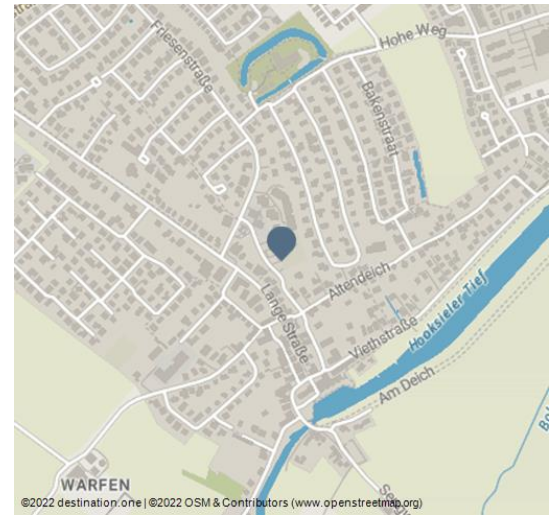 Friesenstraße
Hohe Weg
Bakenstraat
Altendeich
Lange Straße
Hooksieler Tief
Viethstraße
Am Deich
WARFEN
©2022 destination.one | ©2022 OSM & Contributors (www.openstreetmap.org)